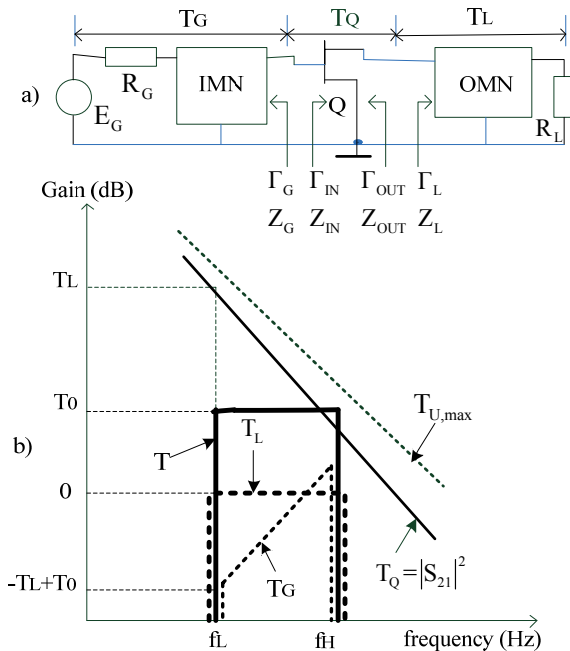 TG TQ TL
RG IMN OMN
a) EG Q RL
ΓG ΓIN ΓOUT ΓL
ZG ZIN ZOUT ZL
Gain (dB)
TL
T0
TU,max
b) T TL
0
TG TQ=|S21|²
-TL+T0
fL fH frequency (Hz)